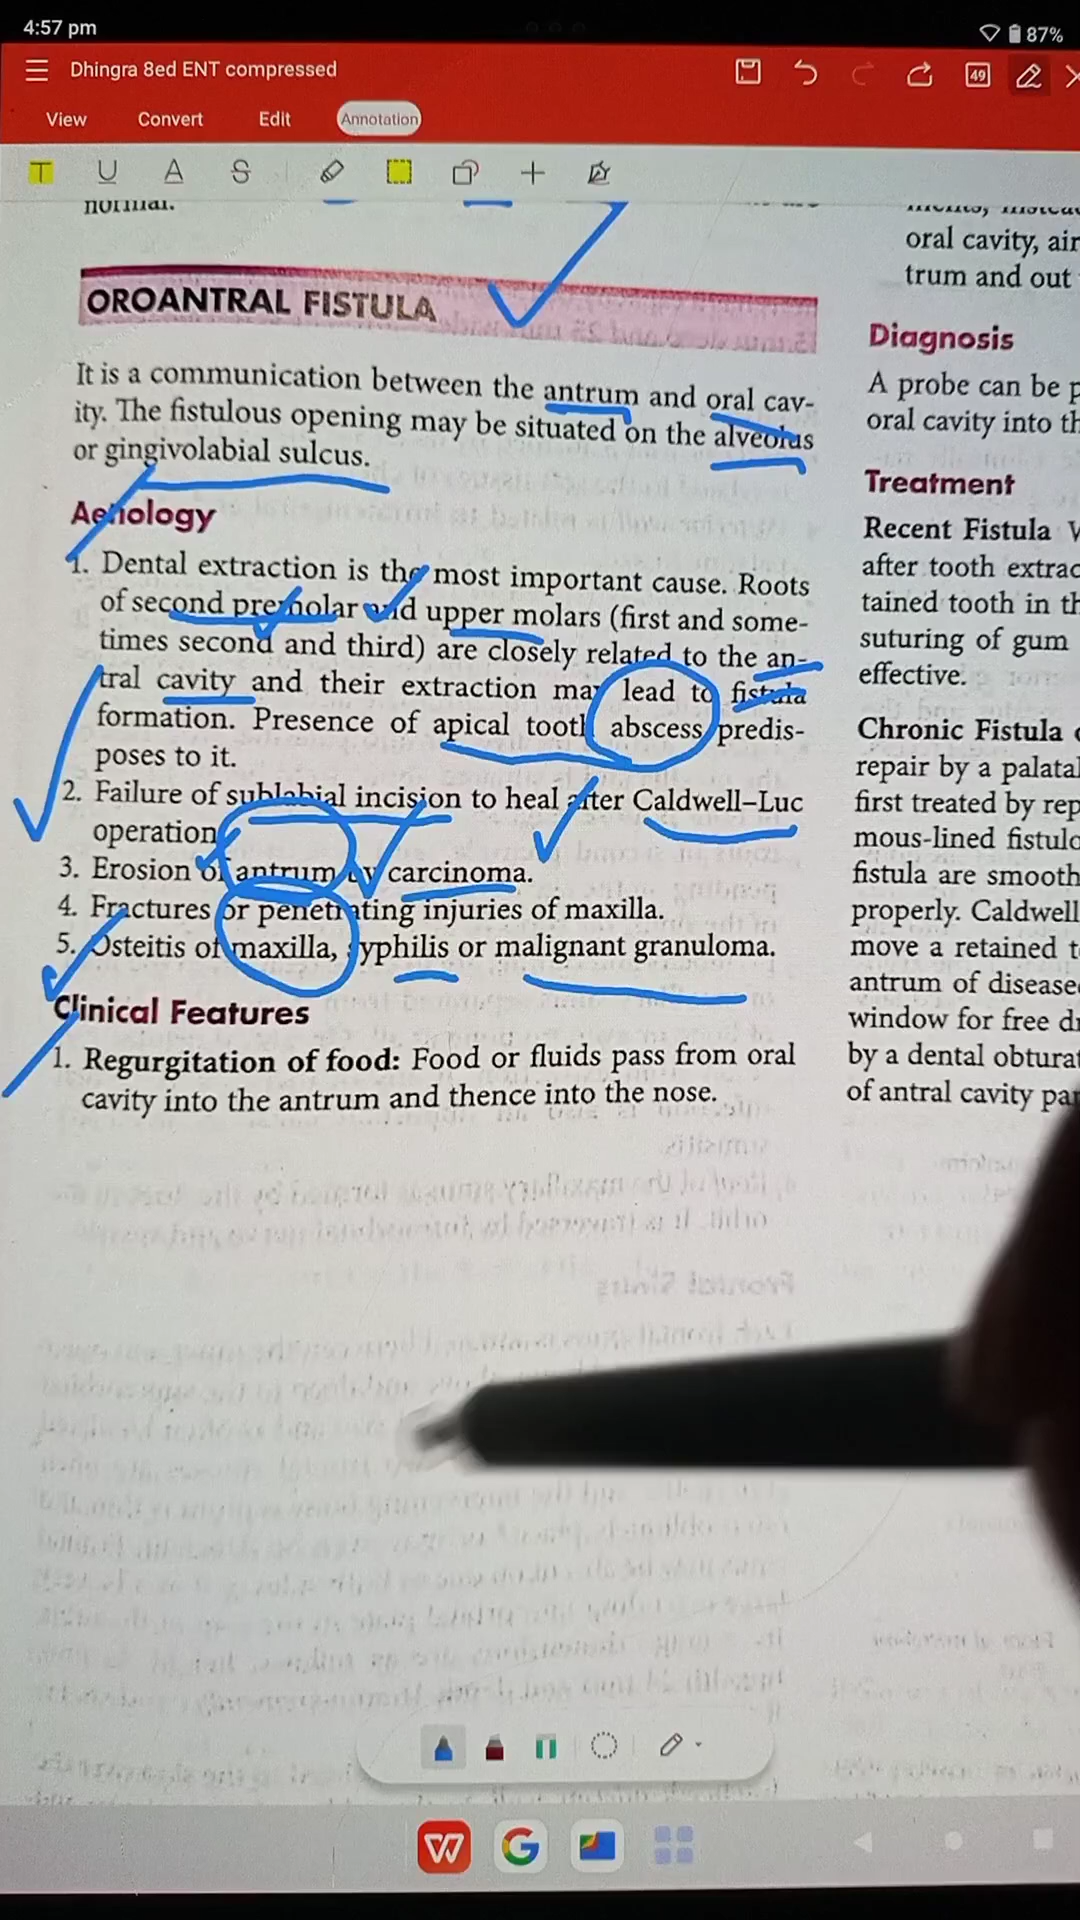 4:57 pm
87%
Dhingra 8ed ENT compressed
49
View Convert Edit Annotation
T U A S
normal.
OROANTRAL FISTULA
It is a communication between the antrum and oral cav-
ity. The fistulous opening may be situated on the alveolus
or gingivolabial sulcus.
Aetiology
1. Dental extraction is the most important cause. Roots
of second premolar and upper molars (first and some-
times second and third) are closely related to the an-
tral cavity and their extraction may lead to fistula
formation. Presence of apical tooth abscess predis-
poses to it.
2. Failure of sublabial incision to heal after Caldwell–Luc
operation.
3. Erosion of antrum by carcinoma.
4. Fractures or penetrating injuries of maxilla.
5. Osteitis of maxilla, syphilis or malignant granuloma.
Clinical Features
1. Regurgitation of food: Food or fluids pass from oral
cavity into the antrum and thence into the nose.
oral cavity, air
trum and out
Diagnosis
A probe can be
oral cavity into
Treatment
Recent Fistula
after tooth
tained tooth in
suturing of gum
effective.
Chronic Fistula
repair by a
first treated by

fistula are smooth
properly. Caldwell
move a retained
antrum of
window for free
by a dental
of antral cavity